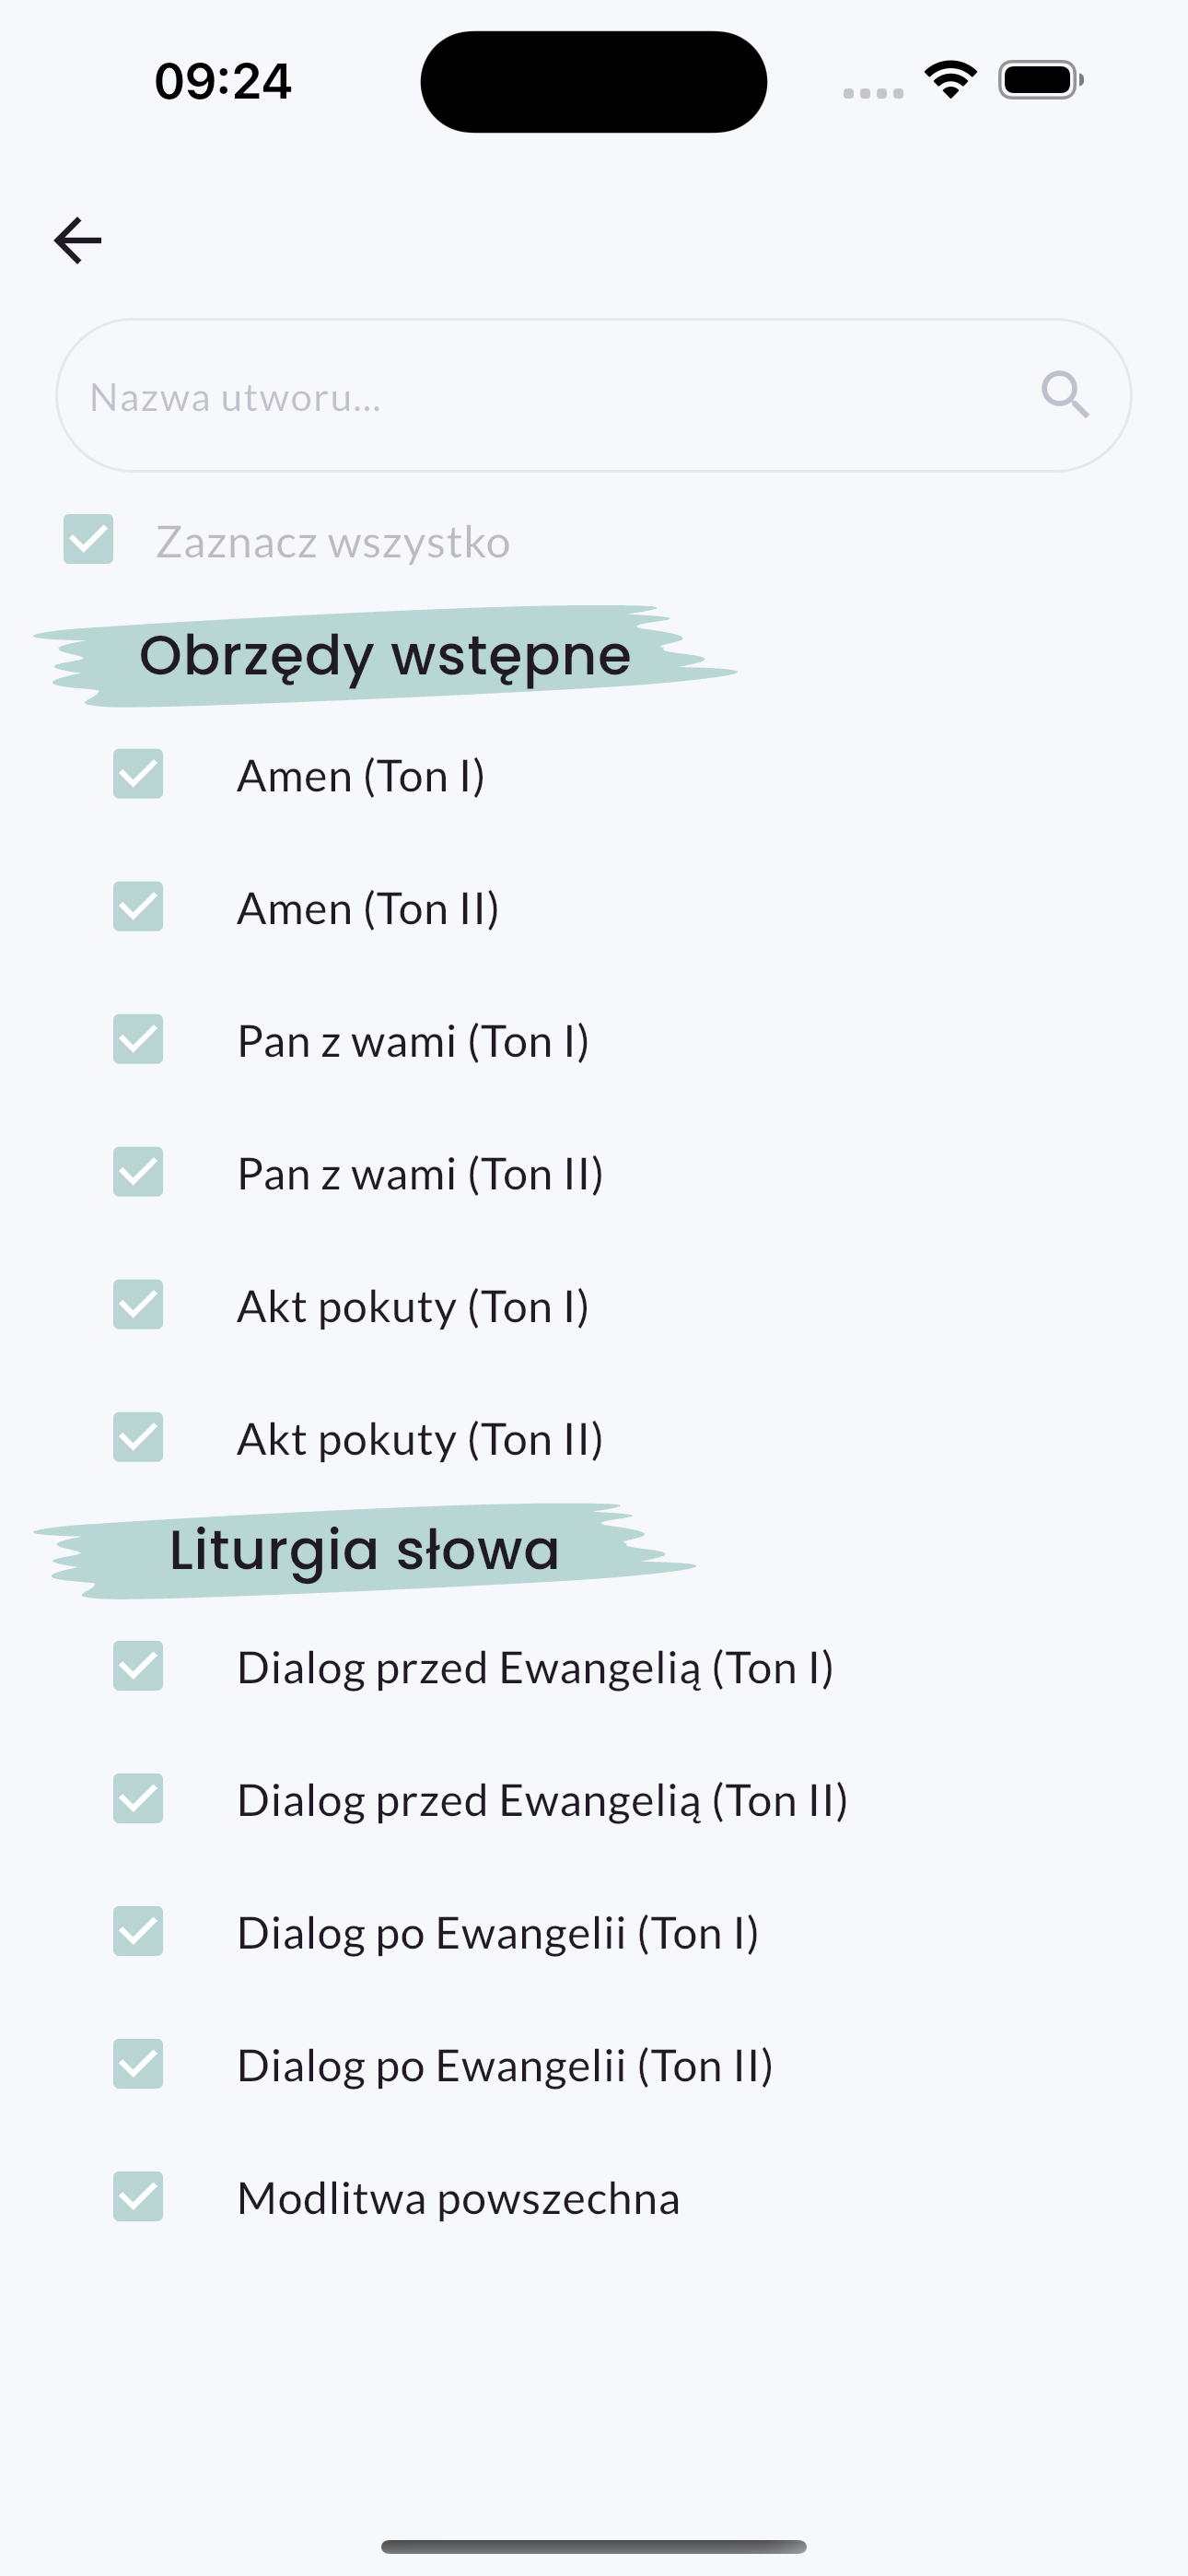 09:24
Nazwa utworu...
Zaznacz wszystko
Obrzędy wstępne
Amen (Ton I)
Amen (Ton II)
Pan z wami (Ton I)
Pan z wami (Ton II)
Akt pokuty (Ton I)
Akt pokuty (Ton II)
Liturgia słowa
Dialog przed Ewangelią (Ton I)
Dialog przed Ewangelią (Ton II)
Dialog po Ewangelii (Ton I)
Dialog po Ewangelii (Ton II)
Modlitwa powszechna